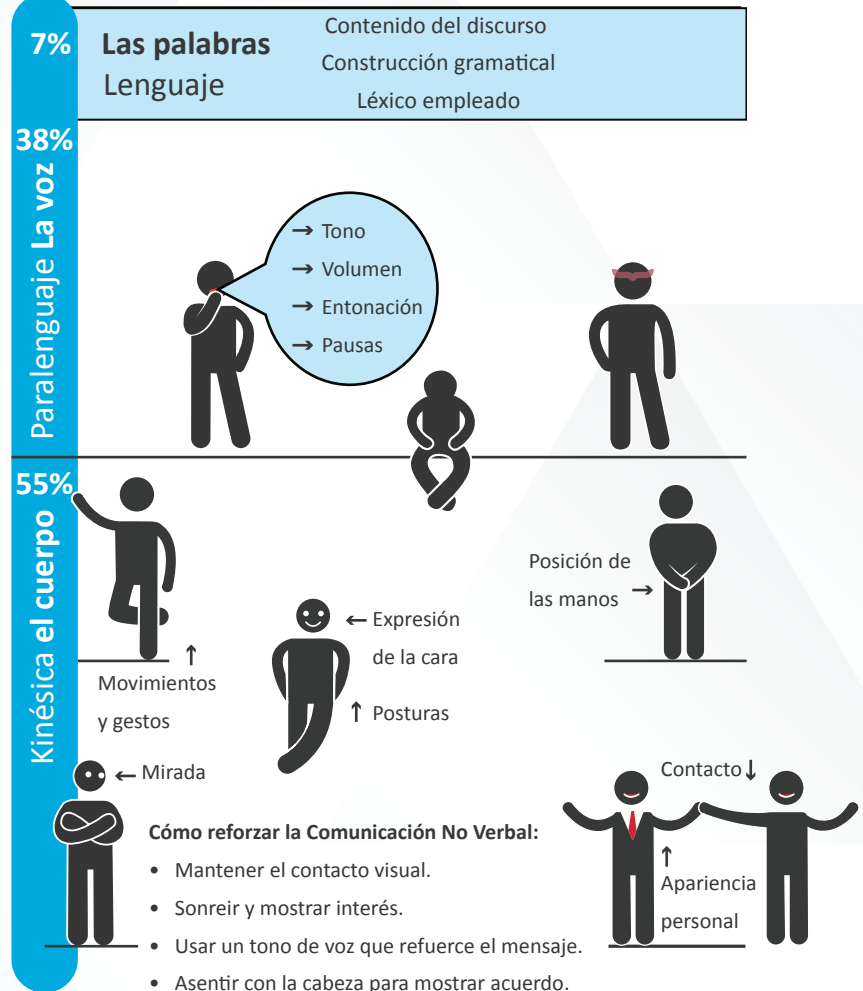 7%
Las palabras
Lenguaje
Contenido del discurso
Construcción gramatical
Léxico empleado
38%
Paralenguaje La voz
→ Tono
→ Volumen
→ Entonación
→ Pausas
55%
Kinésica el cuerpo
↑
Movimientos
y gestos
← Expresión
de la cara
↑ Posturas
Posición de
las manos →
← Mirada
Contacto ↓
↑
Apariencia
personal
Cómo reforzar la Comunicación No Verbal:
• Mantener el contacto visual.
• Sonreir y mostrar interés.
• Usar un tono de voz que refuerce el mensaje.
• Asentir con la cabeza para mostrar acuerdo.